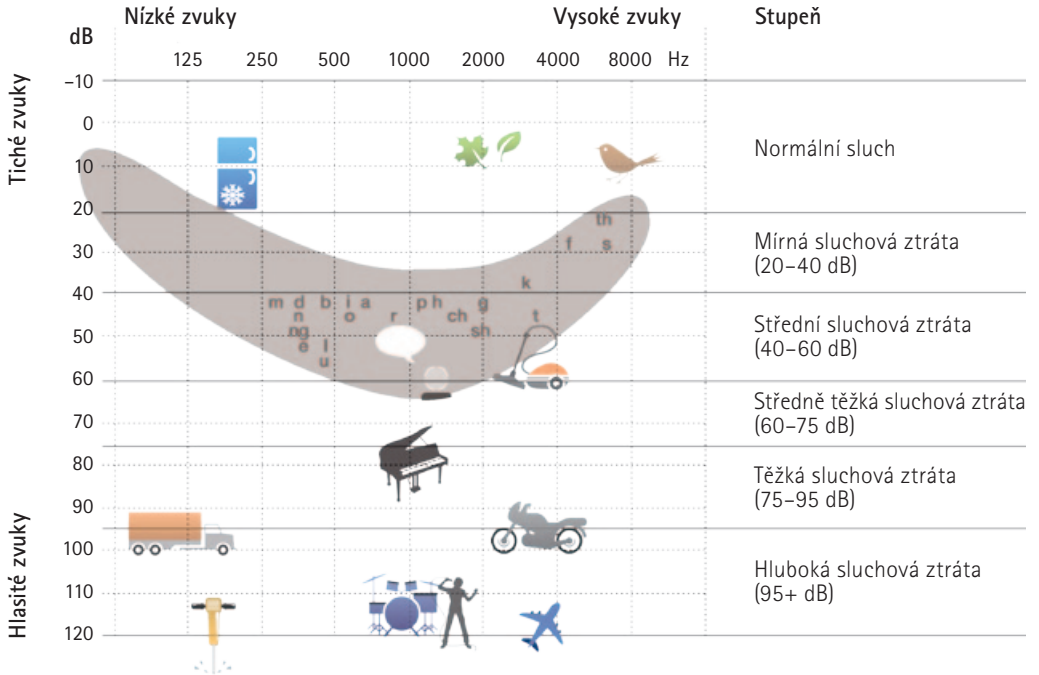 Nízké zvuky Vysoké zvuky Stupeň
dB
125 250 500 1000 2000 4000 8000 Hz
Tiché zvuky
–10
0
Normální sluch
10
20
th
f s
Mírná sluchová ztráta
30
(20–40 dB)
k
40
m d b i a p h g
n o r ch t
Střední sluchová ztráta
ng sh
50
(40–60 dB)
e l
u
60
Středně těžká sluchová ztráta
70
(60–75 dB)
80
Těžká sluchová ztráta
(75–95 dB)
90
Hlasité zvuky
100
Hluboká sluchová ztráta
110
(95+ dB)
120